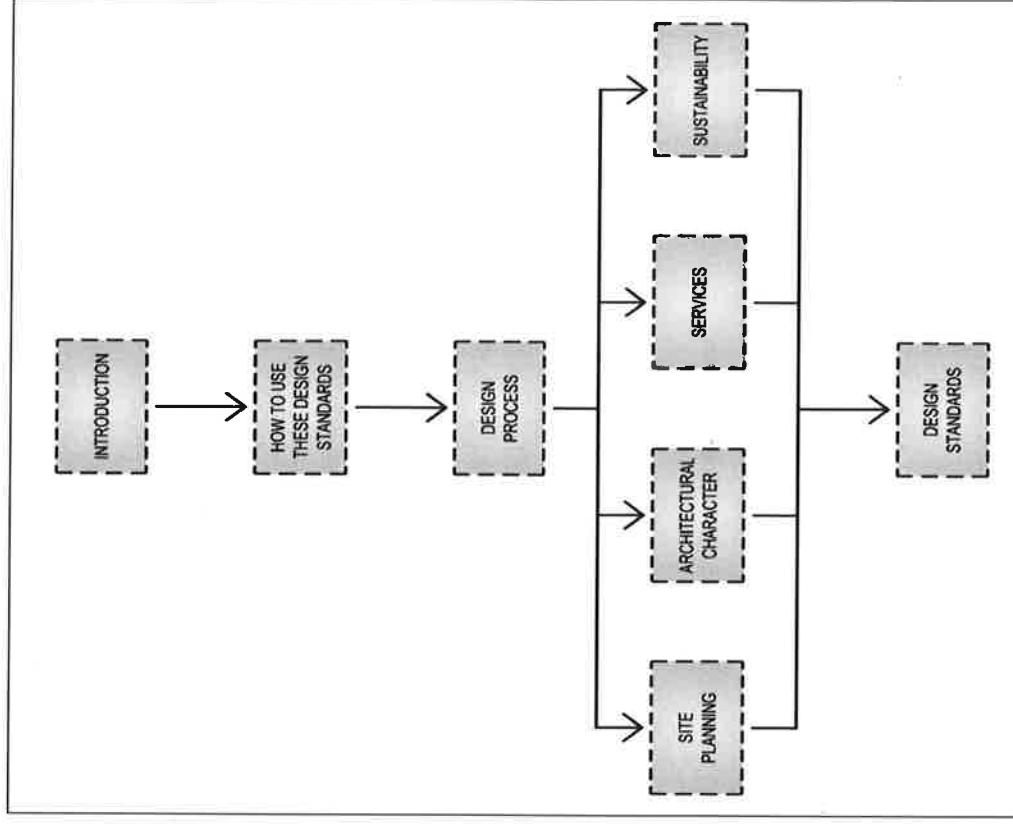 INTRODUCTION
HOW TO USE
THESE DESIGN
STANDARDS
DESIGN
PROCESS
SITE
PLANNING
ARCHITECTURAL
CHARACTER
SERVICES
SUSTAINABILITY
DESIGN
STANDARDS